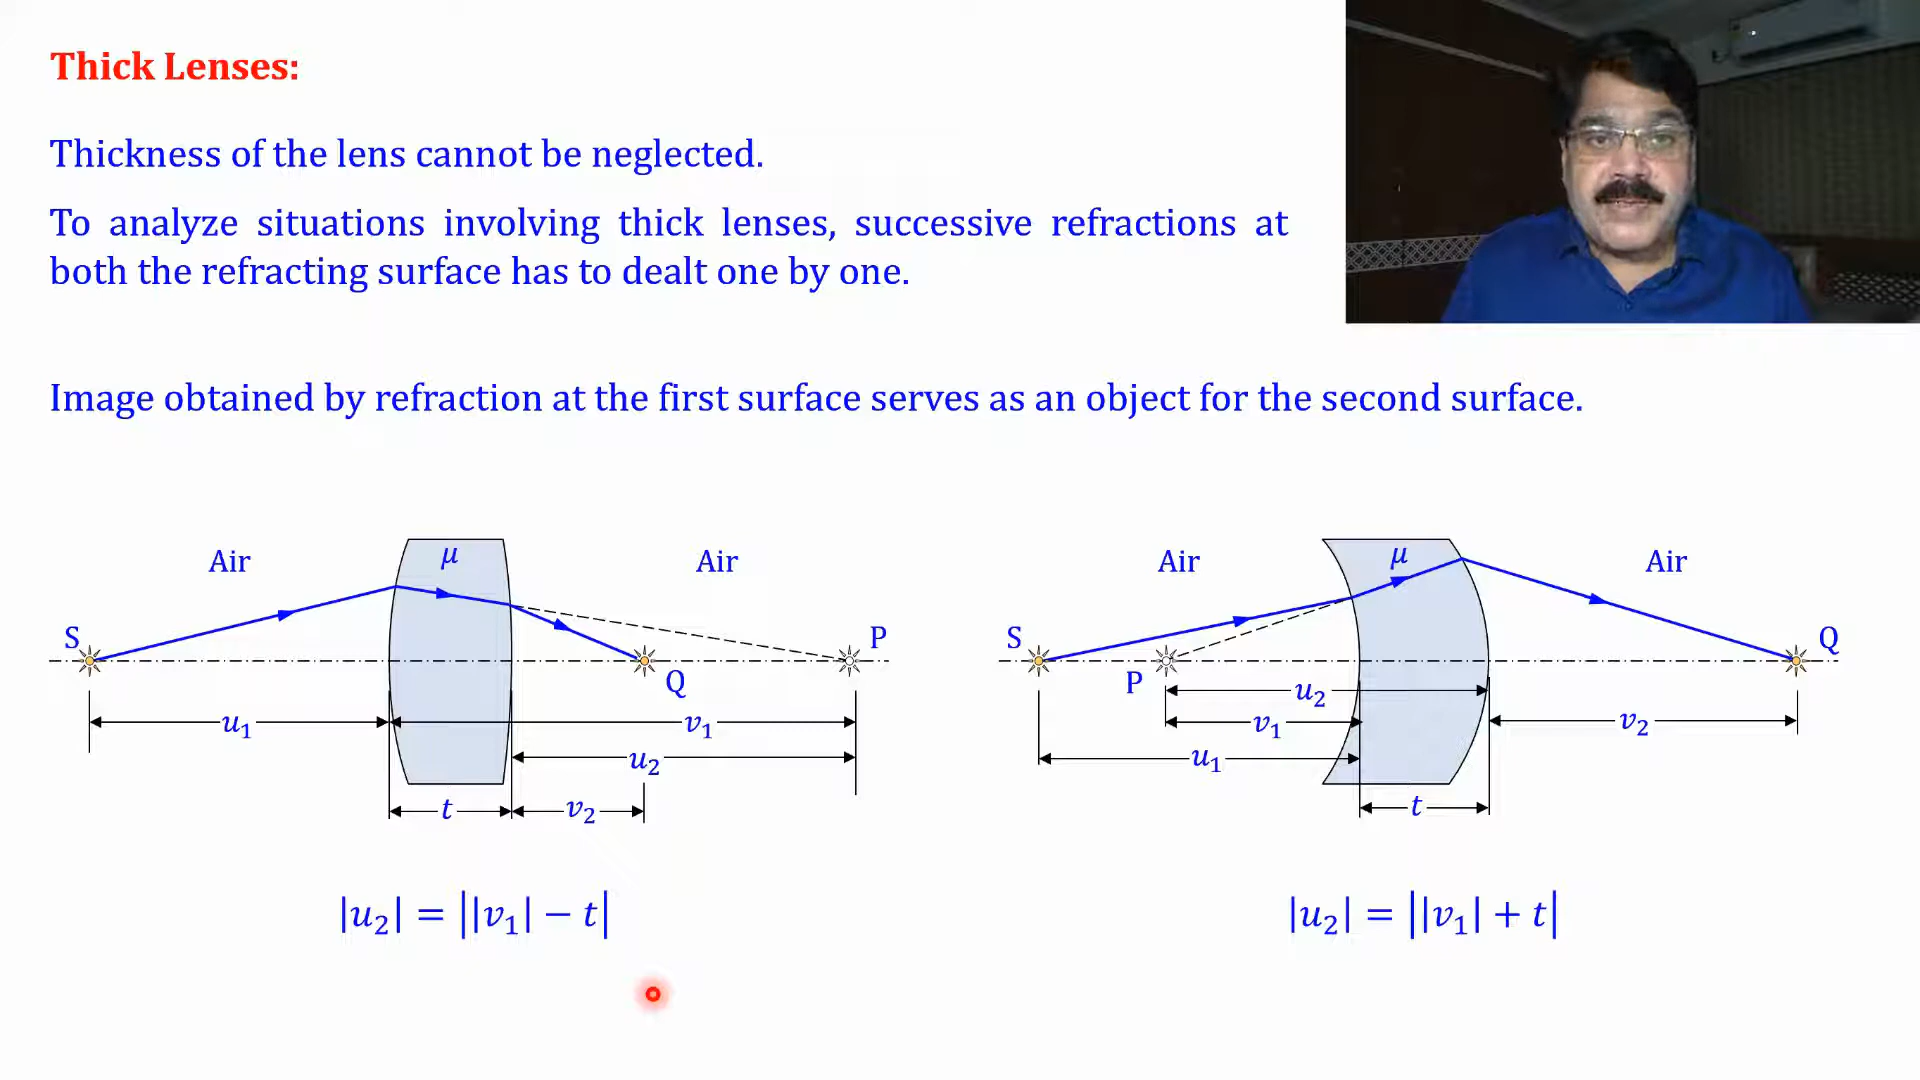 Thick Lenses:
Thickness of the lens cannot be neglected.
To analyze situations involving thick lenses, successive refractions at
both the refracting surface has to dealt one by one.
Image obtained by refraction at the first surface serves as an object for the second surface.
Air μ Air
S P
Q
u₁ v₁
u₂
t v₂
|u₂| = ||v₁| − t|
Air μ Air
S Q
P
u₂
v₁ v₂
u₁
t
|u₂| = ||v₁| + t|